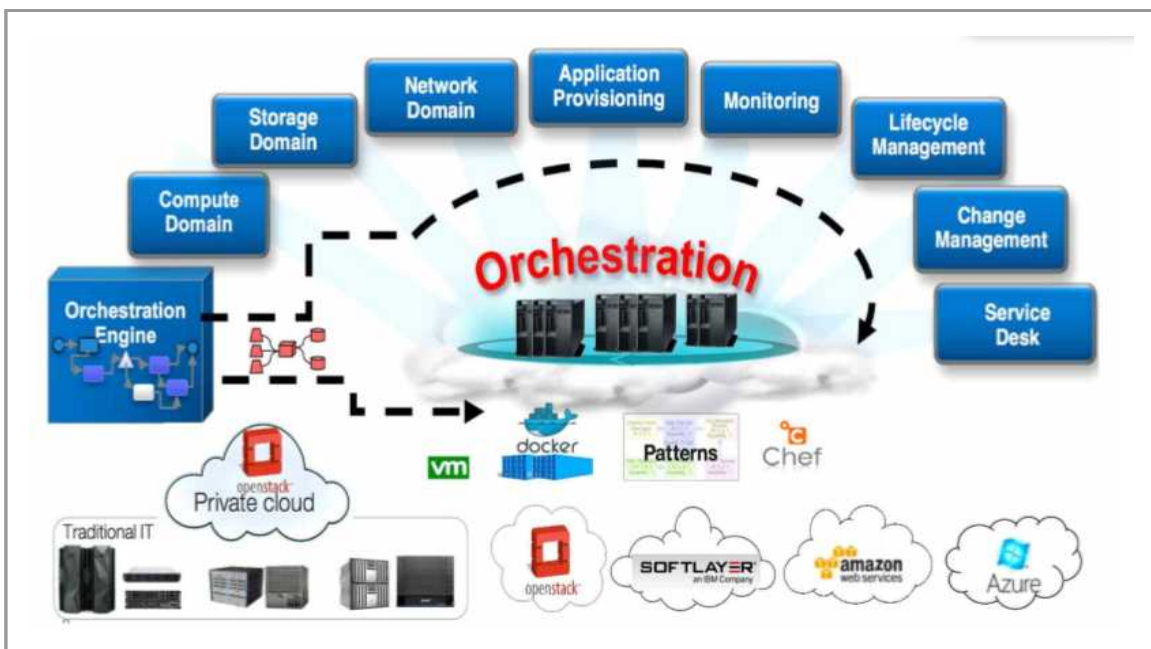 Compute
Domain
Storage
Domain
Network
Domain
Application
Provisioning
Monitoring
Lifecycle
Management
Change
Management
Service
Desk
Orchestration
Orchestration
Engine
vm
docker
Patterns
Chef
openstack
Private cloud
Traditional IT
openstack
SOFTLAYER
an IBM Company
amazon
web services
Azure